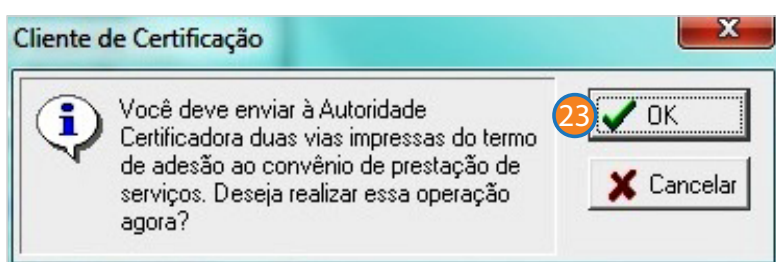 Cliente de Certificação
X
Você deve enviar à Autoridade
Certificadora duas vias impressas do termo
de adesão ao convênio de prestação de
serviços. Deseja realizar essa operação
agora?
23 OK
Cancelar